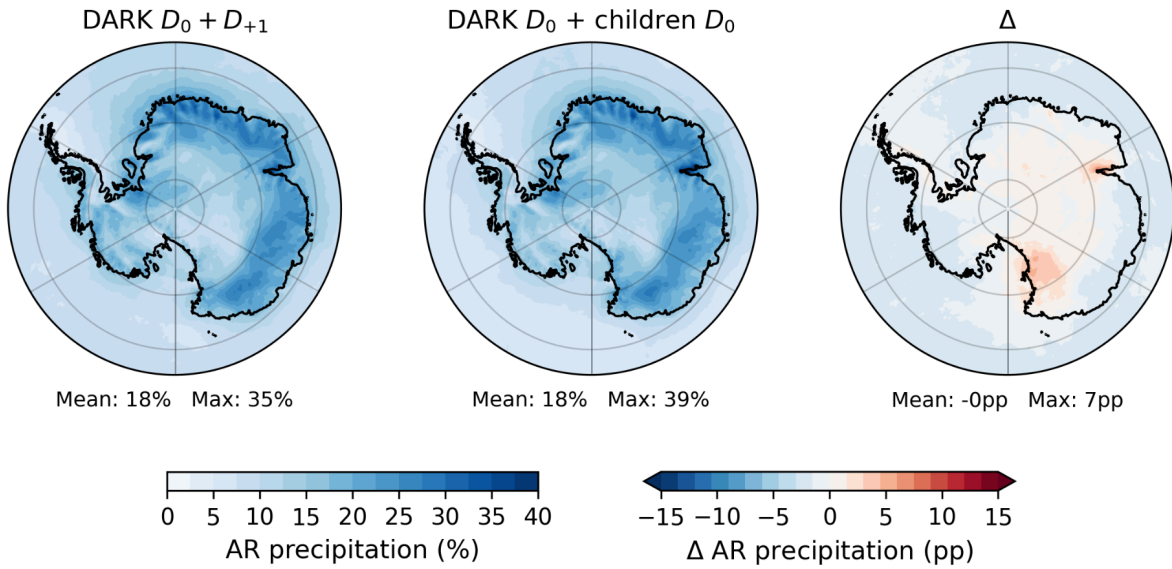 DARK D₀ + D₊₁
DARK D₀ + children D₀
Δ
Mean: 18% Max: 35%
Mean: 18% Max: 39%
Mean: -0pp Max: 7pp
0 5 10 15 20 25 30 35 40
AR precipitation (%)
−15 −10 −5 0 5 10 15
Δ AR precipitation (pp)